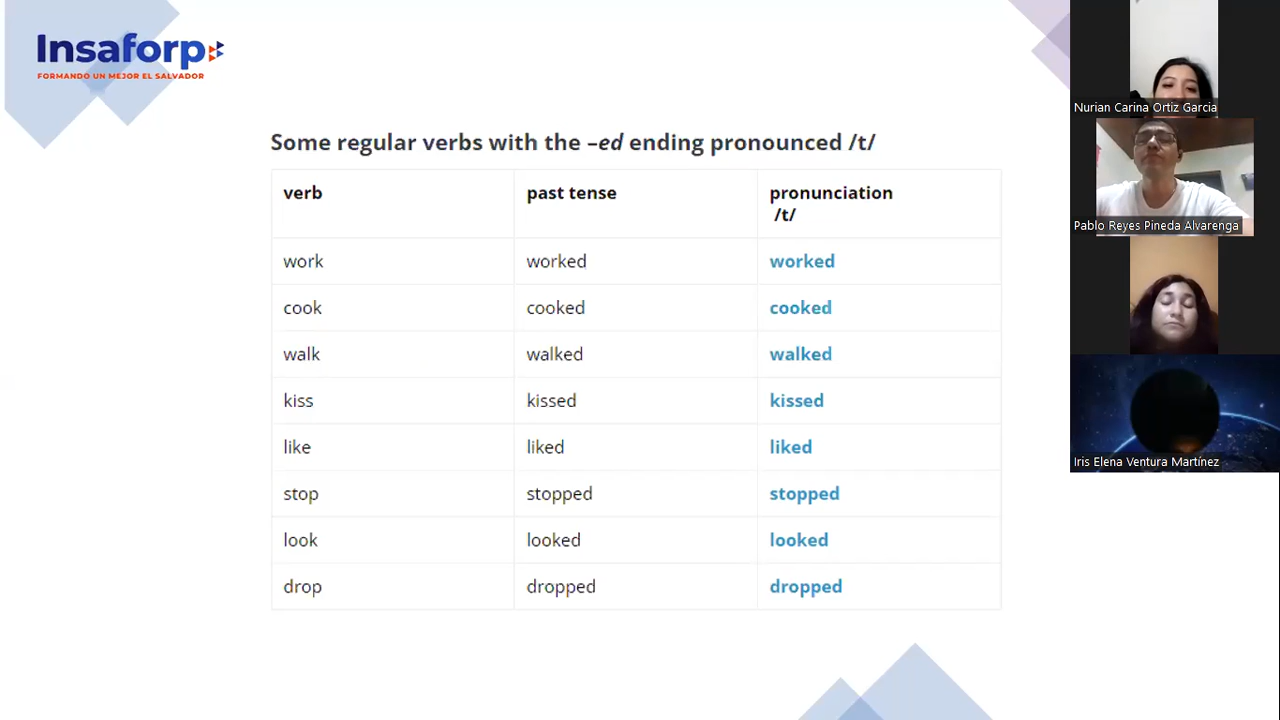 Insaforp
FORMANDO UN MEJOR EL SALVADOR
Some regular verbs with the –ed ending pronounced /t/
verb past tense pronunciation
/t/
work worked worked
cook cooked cooked
walk walked walked
kiss kissed kissed
like liked liked
stop stopped stopped
look looked looked
drop dropped dropped
Nurian Carina Ortiz Garcia
Pablo Reyes Pineda Alvarenga
Iris Elena Ventura Martínez